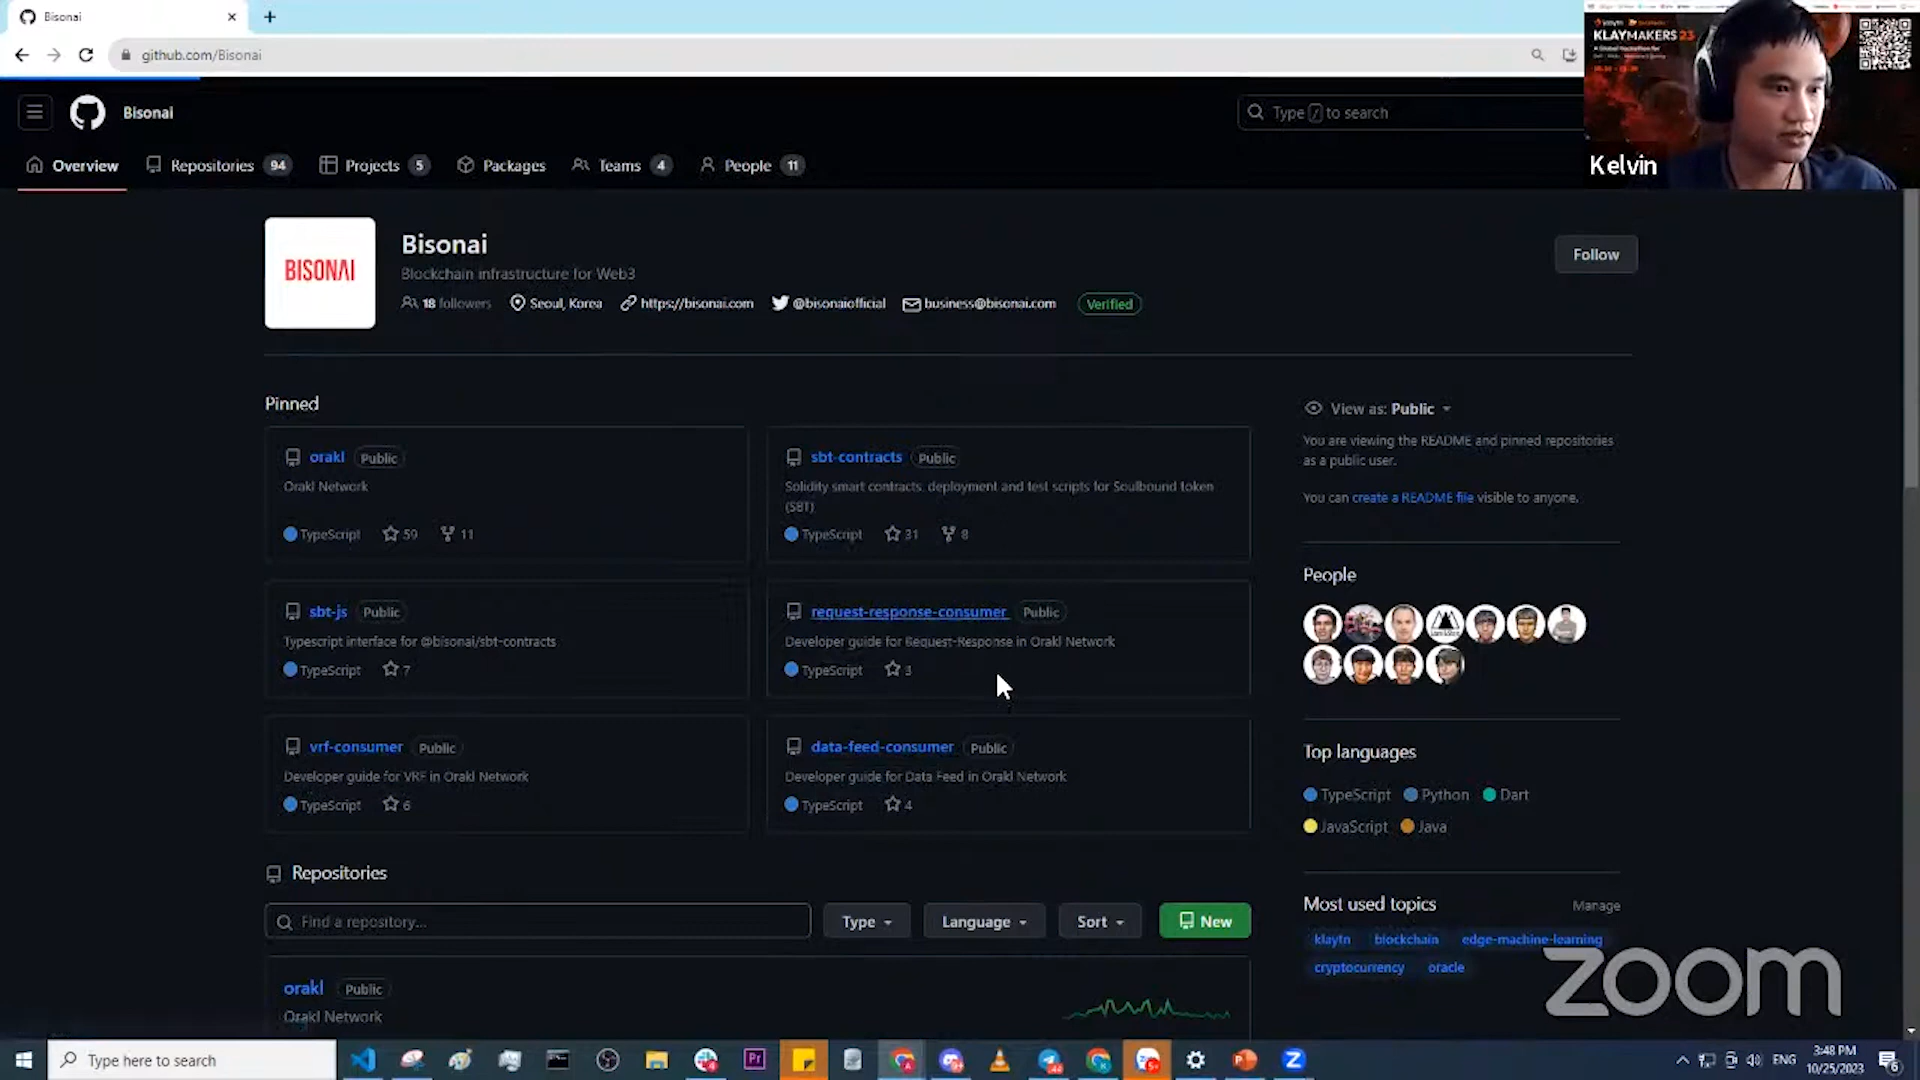 Bisonai
github.com/Bisonai
Bisonai
Type / to search
Overview
Repositories 94
Projects 5
Packages
Teams 4
People 11
KLAYMAKERS 23
Kelvin
BISONAI
Bisonai
Blockchain infrastructure for Web3
18 followers
Seoul, Korea
https://bisonai.com
@bisonaiofficial
business@bisonai.com
Verified
Follow
Pinned
orakl Public
Orakl Network
TypeScript 59 11
sbt-contracts Public
Solidity smart contracts, deployment and test scripts for Soulbound token
(SBT)
TypeScript 31 8
sbt-js Public
Typescript interface for @bisonai/sbt-contracts
TypeScript 7
request-response-consumer Public
Developer guide for Request-Response in Orakl Network
TypeScript 3
vrf-consumer Public
Developer guide for VRF in Orakl Network
TypeScript 6
data-feed-consumer Public
Developer guide for Data Feed in Orakl Network
TypeScript 4
View as: Public
You are viewing the README and pinned repositories
as a public user.
You can create a README file visible to anyone.
People
Top languages
TypeScript Python Dart
JavaScript Java
Most used topics
Manage
klaytn blockchain edge-machine-learning
cryptocurrency oracle
Repositories
Find a repository...
Type
Language
Sort
New
orakl Public
Orakl Network
zoom
Type here to search
ENG
3:48 PM
10/25/2023